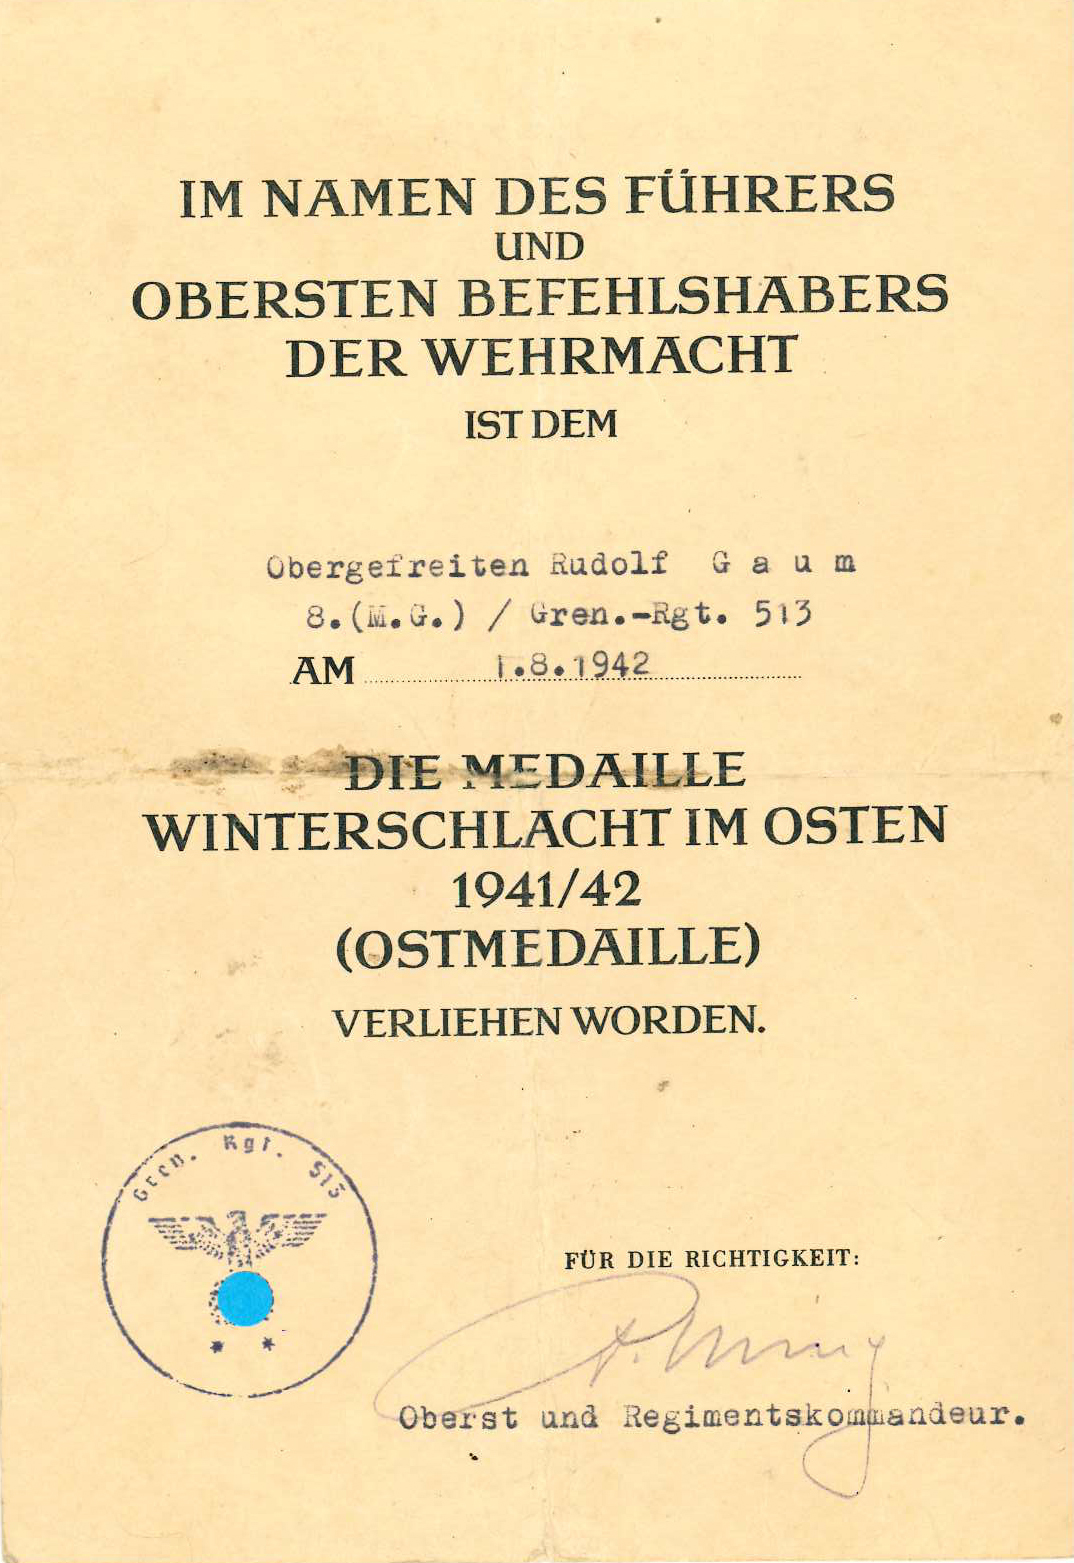 IM NAMEN DES FÜHRERS
UND
OBERSTEN BEFEHLSHABERS
DER WEHRMACHT
IST DEM
Obergefreiten Rudolf G a u m
8.(M.G.) / Gren.-Rgt. 513
AM 1.8.1942
DIE MEDAILLE
WINTERSCHLACHT IM OSTEN
1941/42
(OSTMEDAILLE)
VERLIEHEN WORDEN.
Gren. Rgt. 513
FÜR DIE RICHTIGKEIT:
Oberst und Regimentskommandeur.